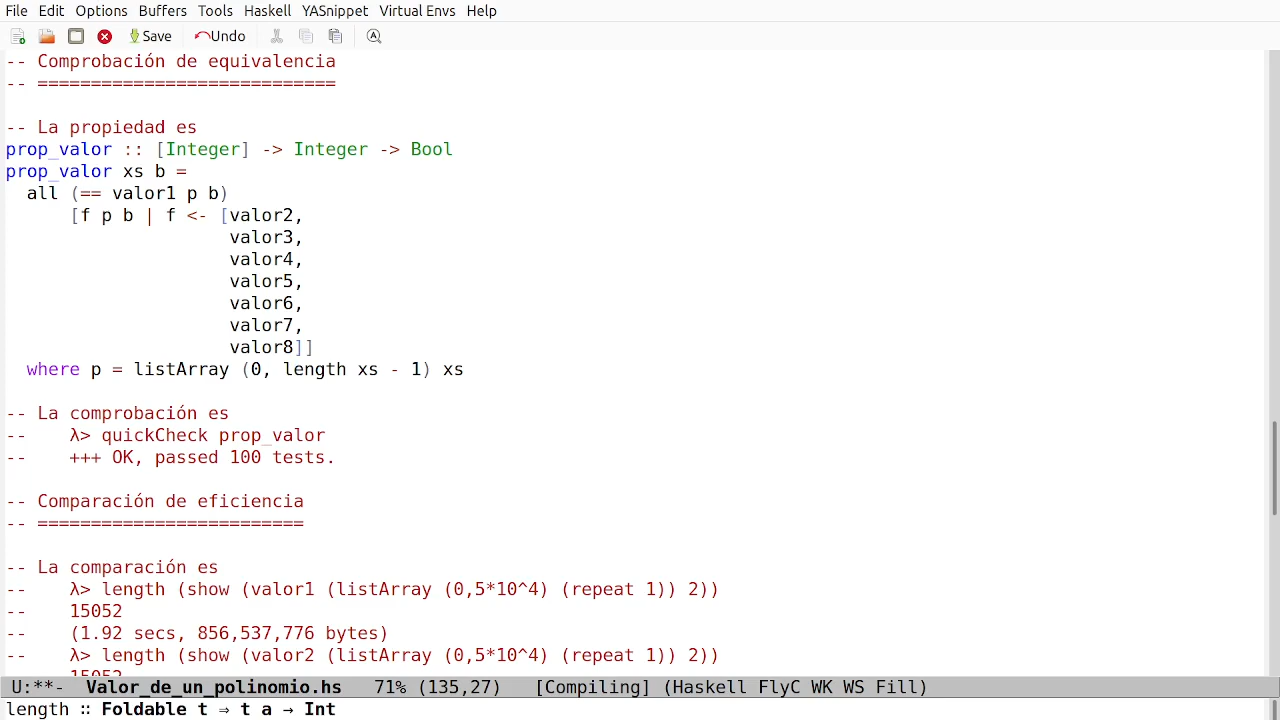 File Edit Options Buffers Tools Haskell YASnippet Virtual Envs Help
Save Undo
-- Comprobación de equivalencia
-- ============================
-- La propiedad es
prop_valor :: [Integer] -> Integer -> Bool
prop_valor xs b =
  all (== valor1 p b)
      [f p b | f <- [valor2,
                     valor3,
                     valor4,
                     valor5,
                     valor6,
                     valor7,
                     valor8]]
  where p = listArray (0, length xs - 1) xs
-- La comprobación es
--    λ> quickCheck prop_valor
--    +++ OK, passed 100 tests.
-- Comparación de eficiencia
-- =========================
-- La comparación es
--    λ> length (show (valor1 (listArray (0,5*10^4) (repeat 1)) 2))
--    15052
--    (1.92 secs, 856,537,776 bytes)
--    λ> length (show (valor2 (listArray (0,5*10^4) (repeat 1)) 2))
--    15052
U:**-  Valor_de_un_polinomio.hs   71% (135,27)   [Compiling] (Haskell FlyC WK WS Fill)
length :: Foldable t ⇒ t a → Int